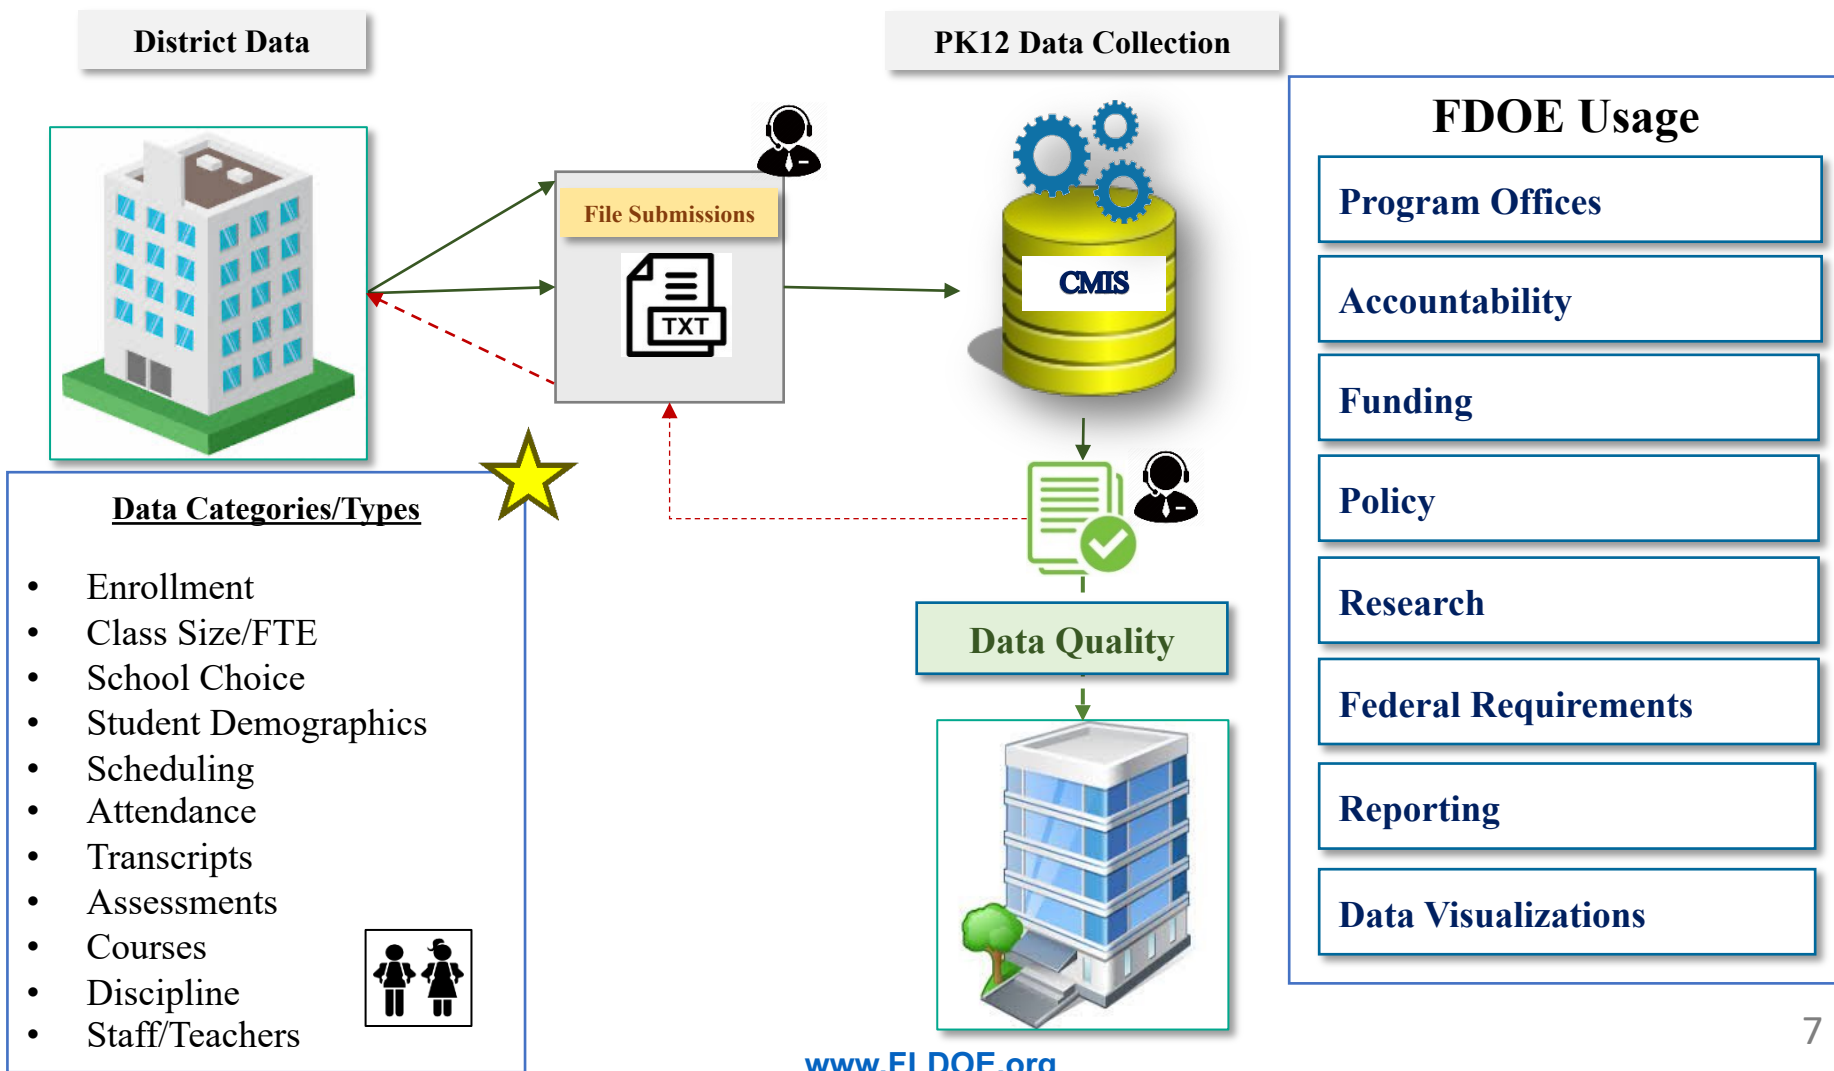 District Data
PK12 Data Collection
File Submissions
TXT
CMIS
Data Quality
Data Categories/Types
• Enrollment
• Class Size/FTE
• School Choice
• Student Demographics
• Scheduling
• Attendance
• Transcripts
• Assessments
• Courses
• Discipline
• Staff/Teachers
FDOE Usage
Program Offices
Accountability
Funding
Policy
Research
Federal Requirements
Reporting
Data Visualizations
www.FLDOE.org
7